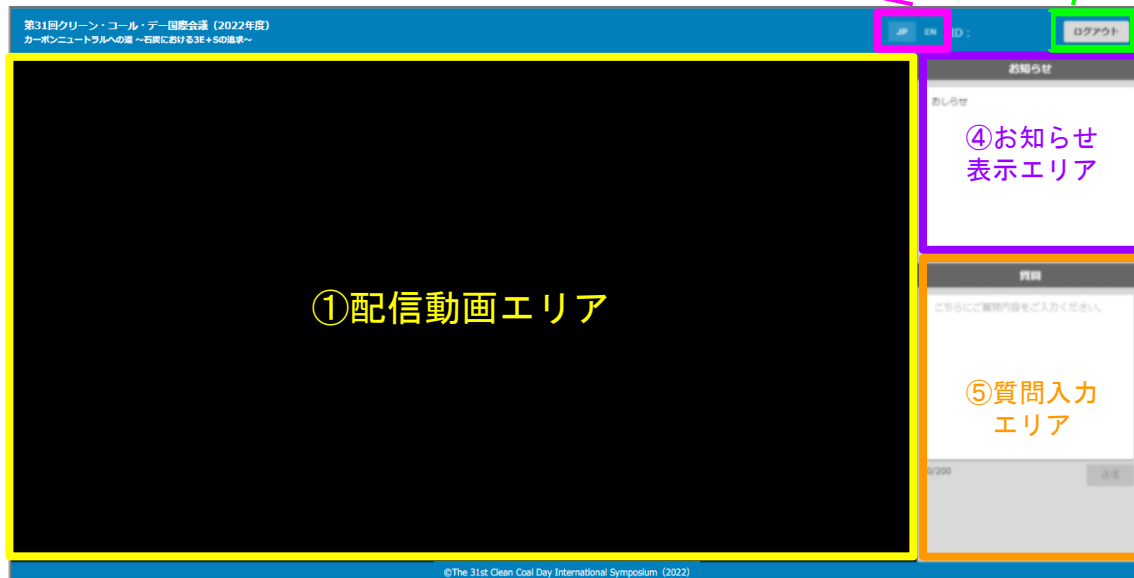 第31回クリーン・コール・デー国際会議（2022年度）
カーボンニュートラルへの道 ～石炭における3E＋Sの追求～
JP EN ID：
ログアウト
お知らせ
おしらせ
④お知らせ
表示エリア
①配信動画エリア
質問
こちらにご質問内容をご入力ください。
⑤質問入力
エリア
0/200
送信
©The 31st Clean Coal Day International Symposium（2022）